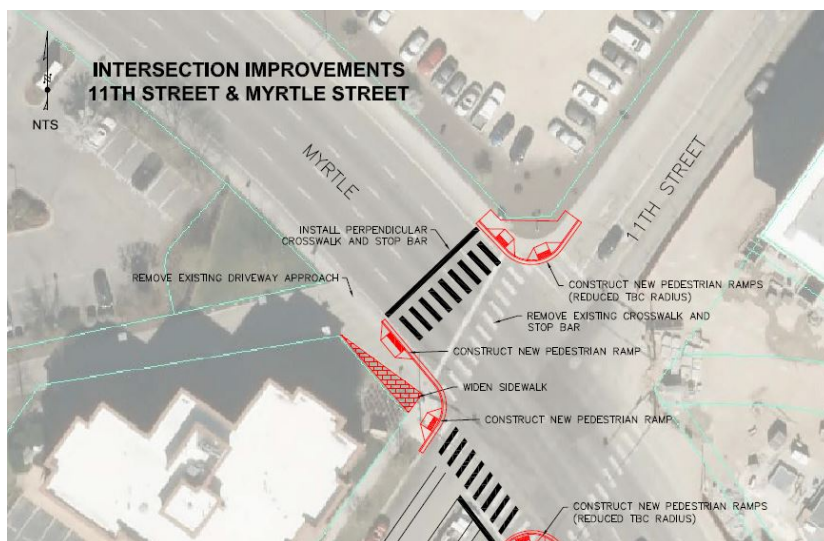 INTERSECTION IMPROVEMENTS
11TH STREET & MYRTLE STREET
NTS
MYRTLE
11TH STREET
INSTALL PERPENDICULAR
CROSSWALK AND STOP BAR
REMOVE EXISTING DRIVEWAY APPROACH
CONSTRUCT NEW PEDESTRIAN RAMPS
(REDUCED TBC RADIUS)
REMOVE EXISTING CROSSWALK AND
STOP BAR
CONSTRUCT NEW PEDESTRIAN RAMP
WIDEN SIDEWALK
CONSTRUCT NEW PEDESTRIAN RAMP
CONSTRUCT NEW PEDESTRIAN RAMPS
(REDUCED TBC RADIUS)